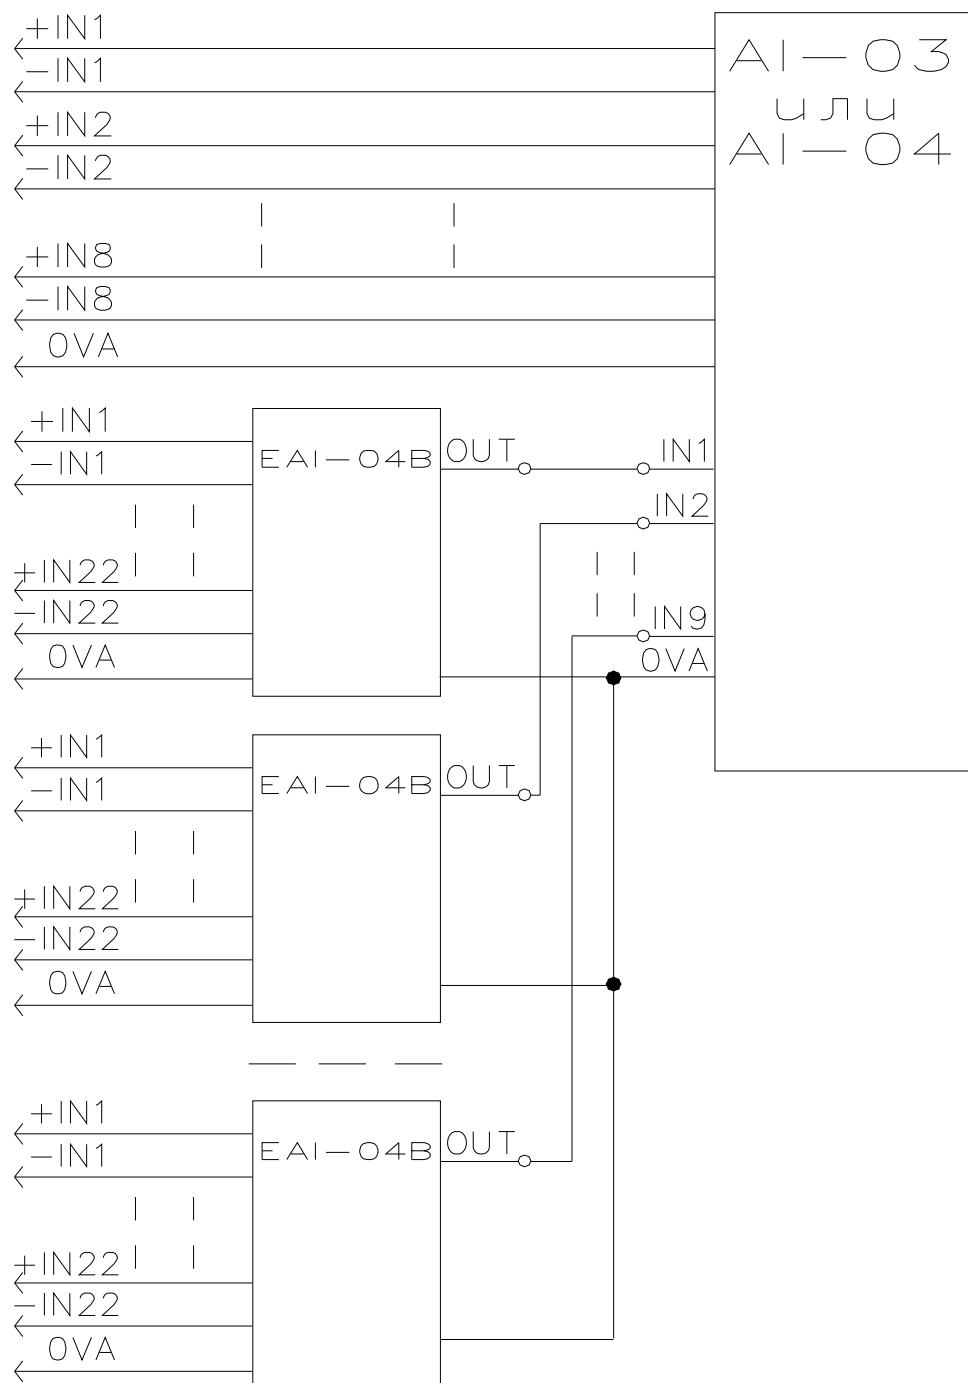 +IN1
AI-03
-IN1
или
+IN2
AI-04
-IN2
+IN8
-IN8
0VA
+IN1
EAI-04B
OUT
IN1
-IN1
IN2
+IN22
-IN22
IN9
0VA
0VA
+IN1
EAI-04B
OUT
-IN1
+IN22
-IN22
0VA
+IN1
EAI-04B
OUT
-IN1
+IN22
-IN22
0VA